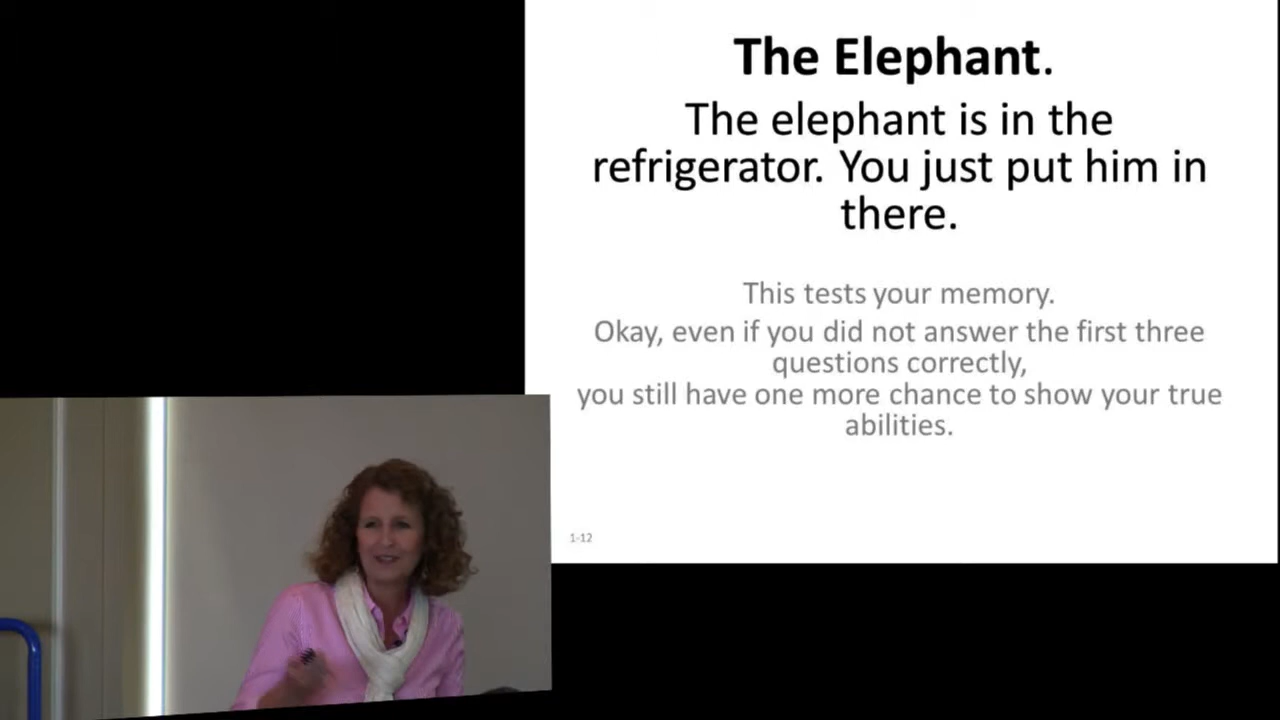 The Elephant.
The elephant is in the
refrigerator. You just put him in
there.
This tests your memory.
Okay, even if you did not answer the first three
questions correctly,
you still have one more chance to show your true
abilities.
1-12